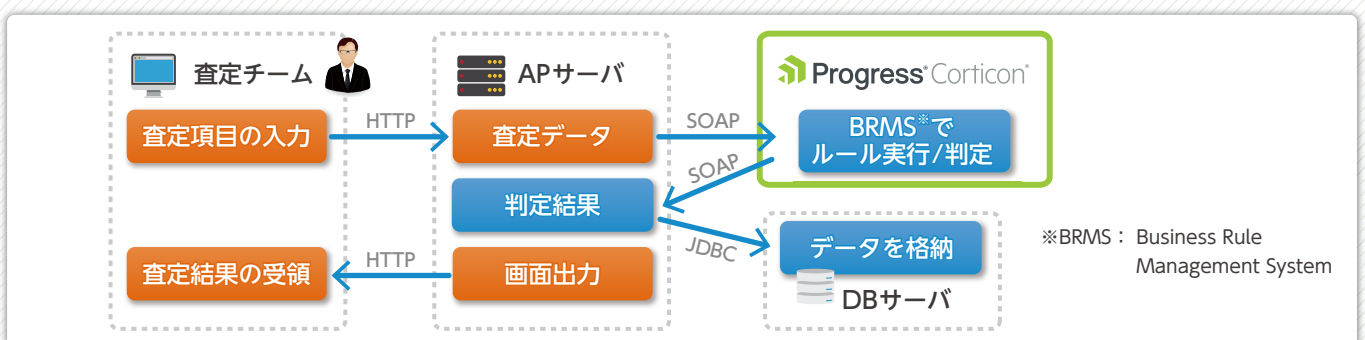 査定チーム
APサーバ
Progress® Corticon®
査定項目の入力
HTTP
査定データ
SOAP
BRMS※で
ルール実行/判定
SOAP
判定結果
JDBC
データを格納
DBサーバ
査定結果の受領
HTTP
画面出力
※BRMS： Business Rule
Management System